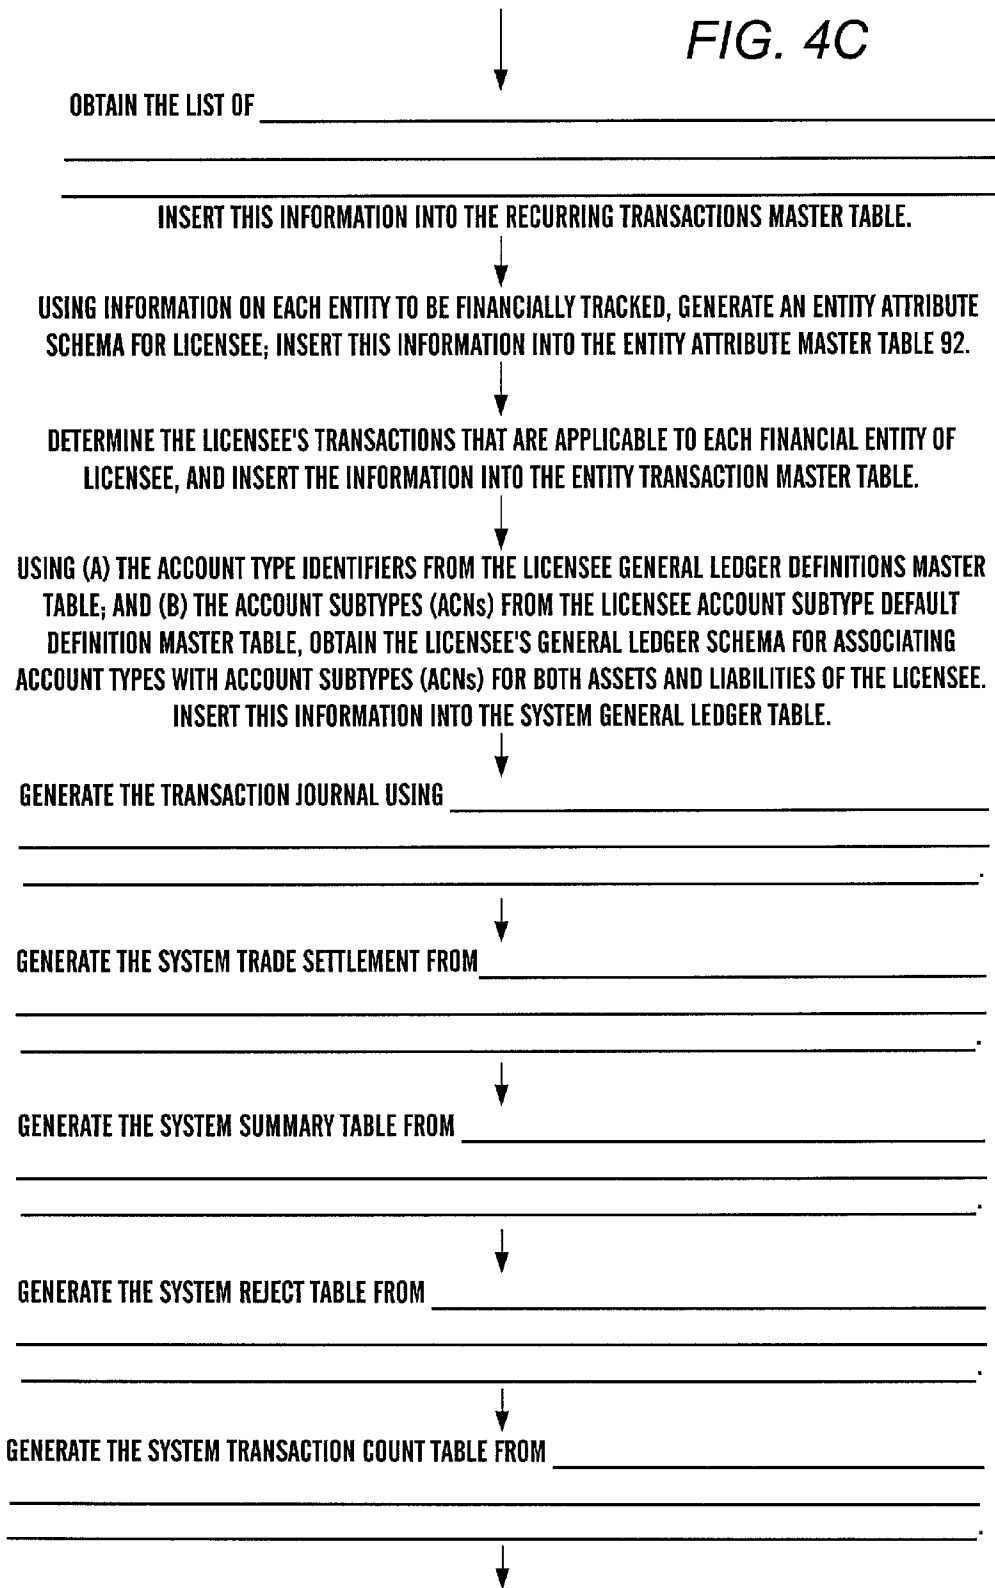 FIG. 4C
OBTAIN THE LIST OF
INSERT THIS INFORMATION INTO THE RECURRING TRANSACTIONS MASTER TABLE.
USING INFORMATION ON EACH ENTITY TO BE FINANCIALLY TRACKED, GENERATE AN ENTITY ATTRIBUTE
SCHEMA FOR LICENSEE; INSERT THIS INFORMATION INTO THE ENTITY ATTRIBUTE MASTER TABLE 92.
DETERMINE THE LICENSEE'S TRANSACTIONS THAT ARE APPLICABLE TO EACH FINANCIAL ENTITY OF
LICENSEE, AND INSERT THE INFORMATION INTO THE ENTITY TRANSACTION MASTER TABLE.
USING (A) THE ACCOUNT TYPE IDENTIFIERS FROM THE LICENSEE GENERAL LEDGER DEFINITIONS MASTER
TABLE; AND (B) THE ACCOUNT SUBTYPES (ACNs) FROM THE LICENSEE ACCOUNT SUBTYPE DEFAULT
DEFINITION MASTER TABLE, OBTAIN THE LICENSEE'S GENERAL LEDGER SCHEMA FOR ASSOCIATING
ACCOUNT TYPES WITH ACCOUNT SUBTYPES (ACNs) FOR BOTH ASSETS AND LIABILITIES OF THE LICENSEE.
INSERT THIS INFORMATION INTO THE SYSTEM GENERAL LEDGER TABLE.
GENERATE THE TRANSACTION JOURNAL USING
.
GENERATE THE SYSTEM TRADE SETTLEMENT FROM
.
GENERATE THE SYSTEM SUMMARY TABLE FROM
.
GENERATE THE SYSTEM REJECT TABLE FROM
.
GENERATE THE SYSTEM TRANSACTION COUNT TABLE FROM
.